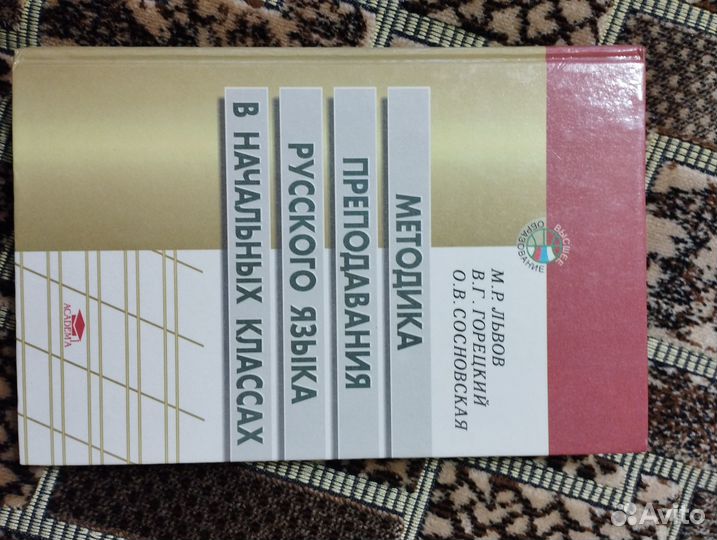 ВЫСШЕЕ
ОБРАЗОВАНИЕ
М.Р. ЛЬВОВ
В.Г. ГОРЕЦКИЙ
О.В. СОСНОВСКАЯ
МЕТОДИКА
ПРЕПОДАВАНИЯ
РУССКОГО ЯЗЫКА
В НАЧАЛЬНЫХ КЛАССАХ
ACADEMA
Avito